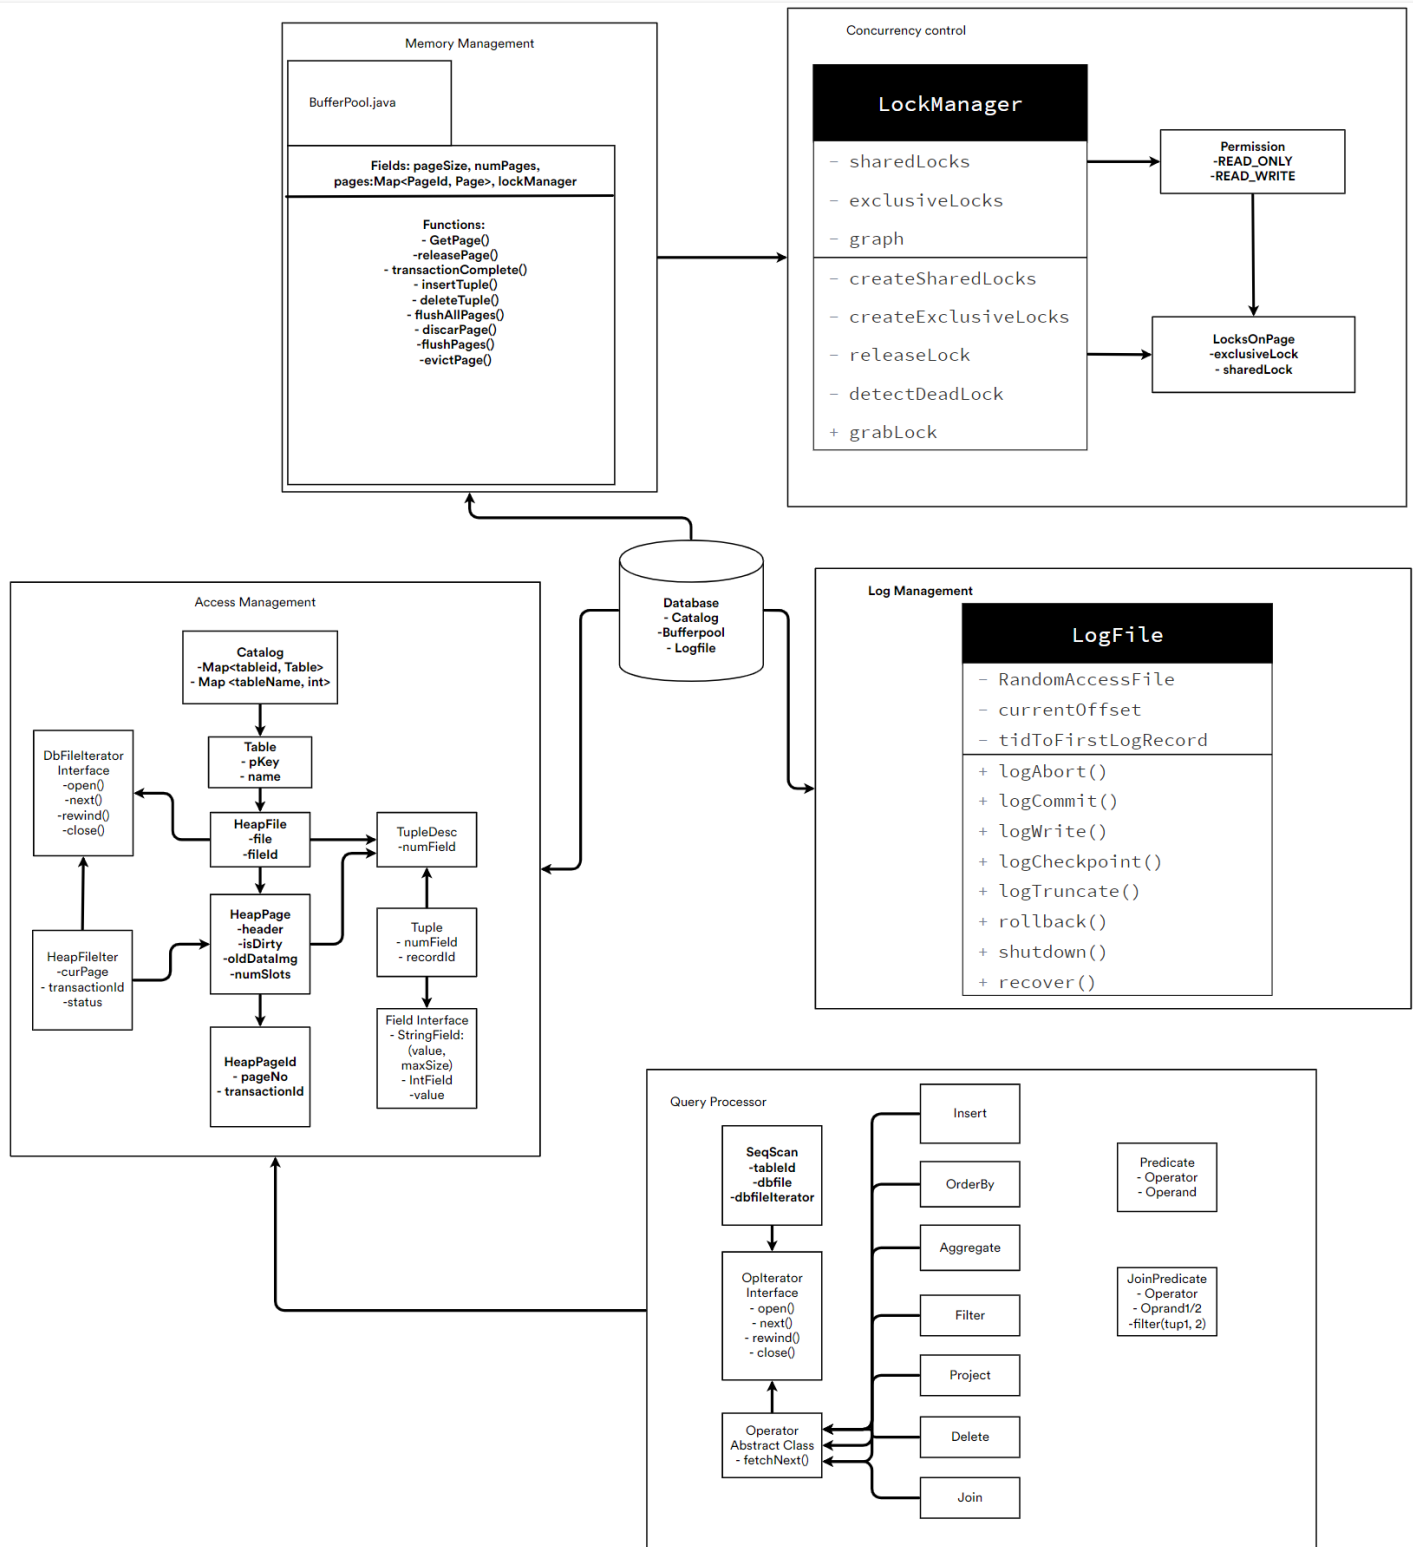 Memory Management
BufferPool.java
Fields: pageSize, numPages,
pages:Map<PageId, Page>, lockManager
Functions:
- GetPage()
-releasePage()
- transactionComplete()
- insertTuple()
- deleteTuple()
- flushAllPages()
- discarPage()
-flushPages()
-evictPage()
Concurrency control
LockManager
- sharedLocks
- exclusiveLocks
- graph
- createSharedLocks
- createExclusiveLocks
- releaseLock
- detectDeadLock
+ grabLock
Permission
-READ_ONLY
-READ_WRITE
LocksOnPage
-exclusiveLock
- sharedLock
Database
- Catalog
-Bufferpool
- Logfile
Access Management
Catalog
-Map<tableid, Table>
- Map <tableName, int>
Table
- pKey
- name
DbFileIterator
Interface
-open()
-next()
-rewind()
-close()
HeapFile
-file
-fileId
TupleDesc
-numField
HeapPage
-header
-isDirty
-oldDataImg
-numSlots
Tuple
- numField
- recordId
HeapFileIter
-curPage
- transactionId
-status
Field Interface
- StringField:
(value,
maxSize)
- IntField
-value
HeapPageId
- pageNo
- transactionId
Log Management
LogFile
- RandomAccessFile
- currentOffset
- tidToFirstLogRecord
+ logAbort()
+ logCommit()
+ logWrite()
+ logCheckpoint()
+ logTruncate()
+ rollback()
+ shutdown()
+ recover()
Query Processor
SeqScan
-tableId
-dbfile
-dbfileIterator
OpIterator
Interface
- open()
- next()
- rewind()
- close()
Operator
Abstract Class
- fetchNext()
Insert
OrderBy
Aggregate
Filter
Project
Delete
Join
Predicate
- Operator
- Operand
JoinPredicate
- Operator
- Oprand1/2
-filter(tup1, 2)